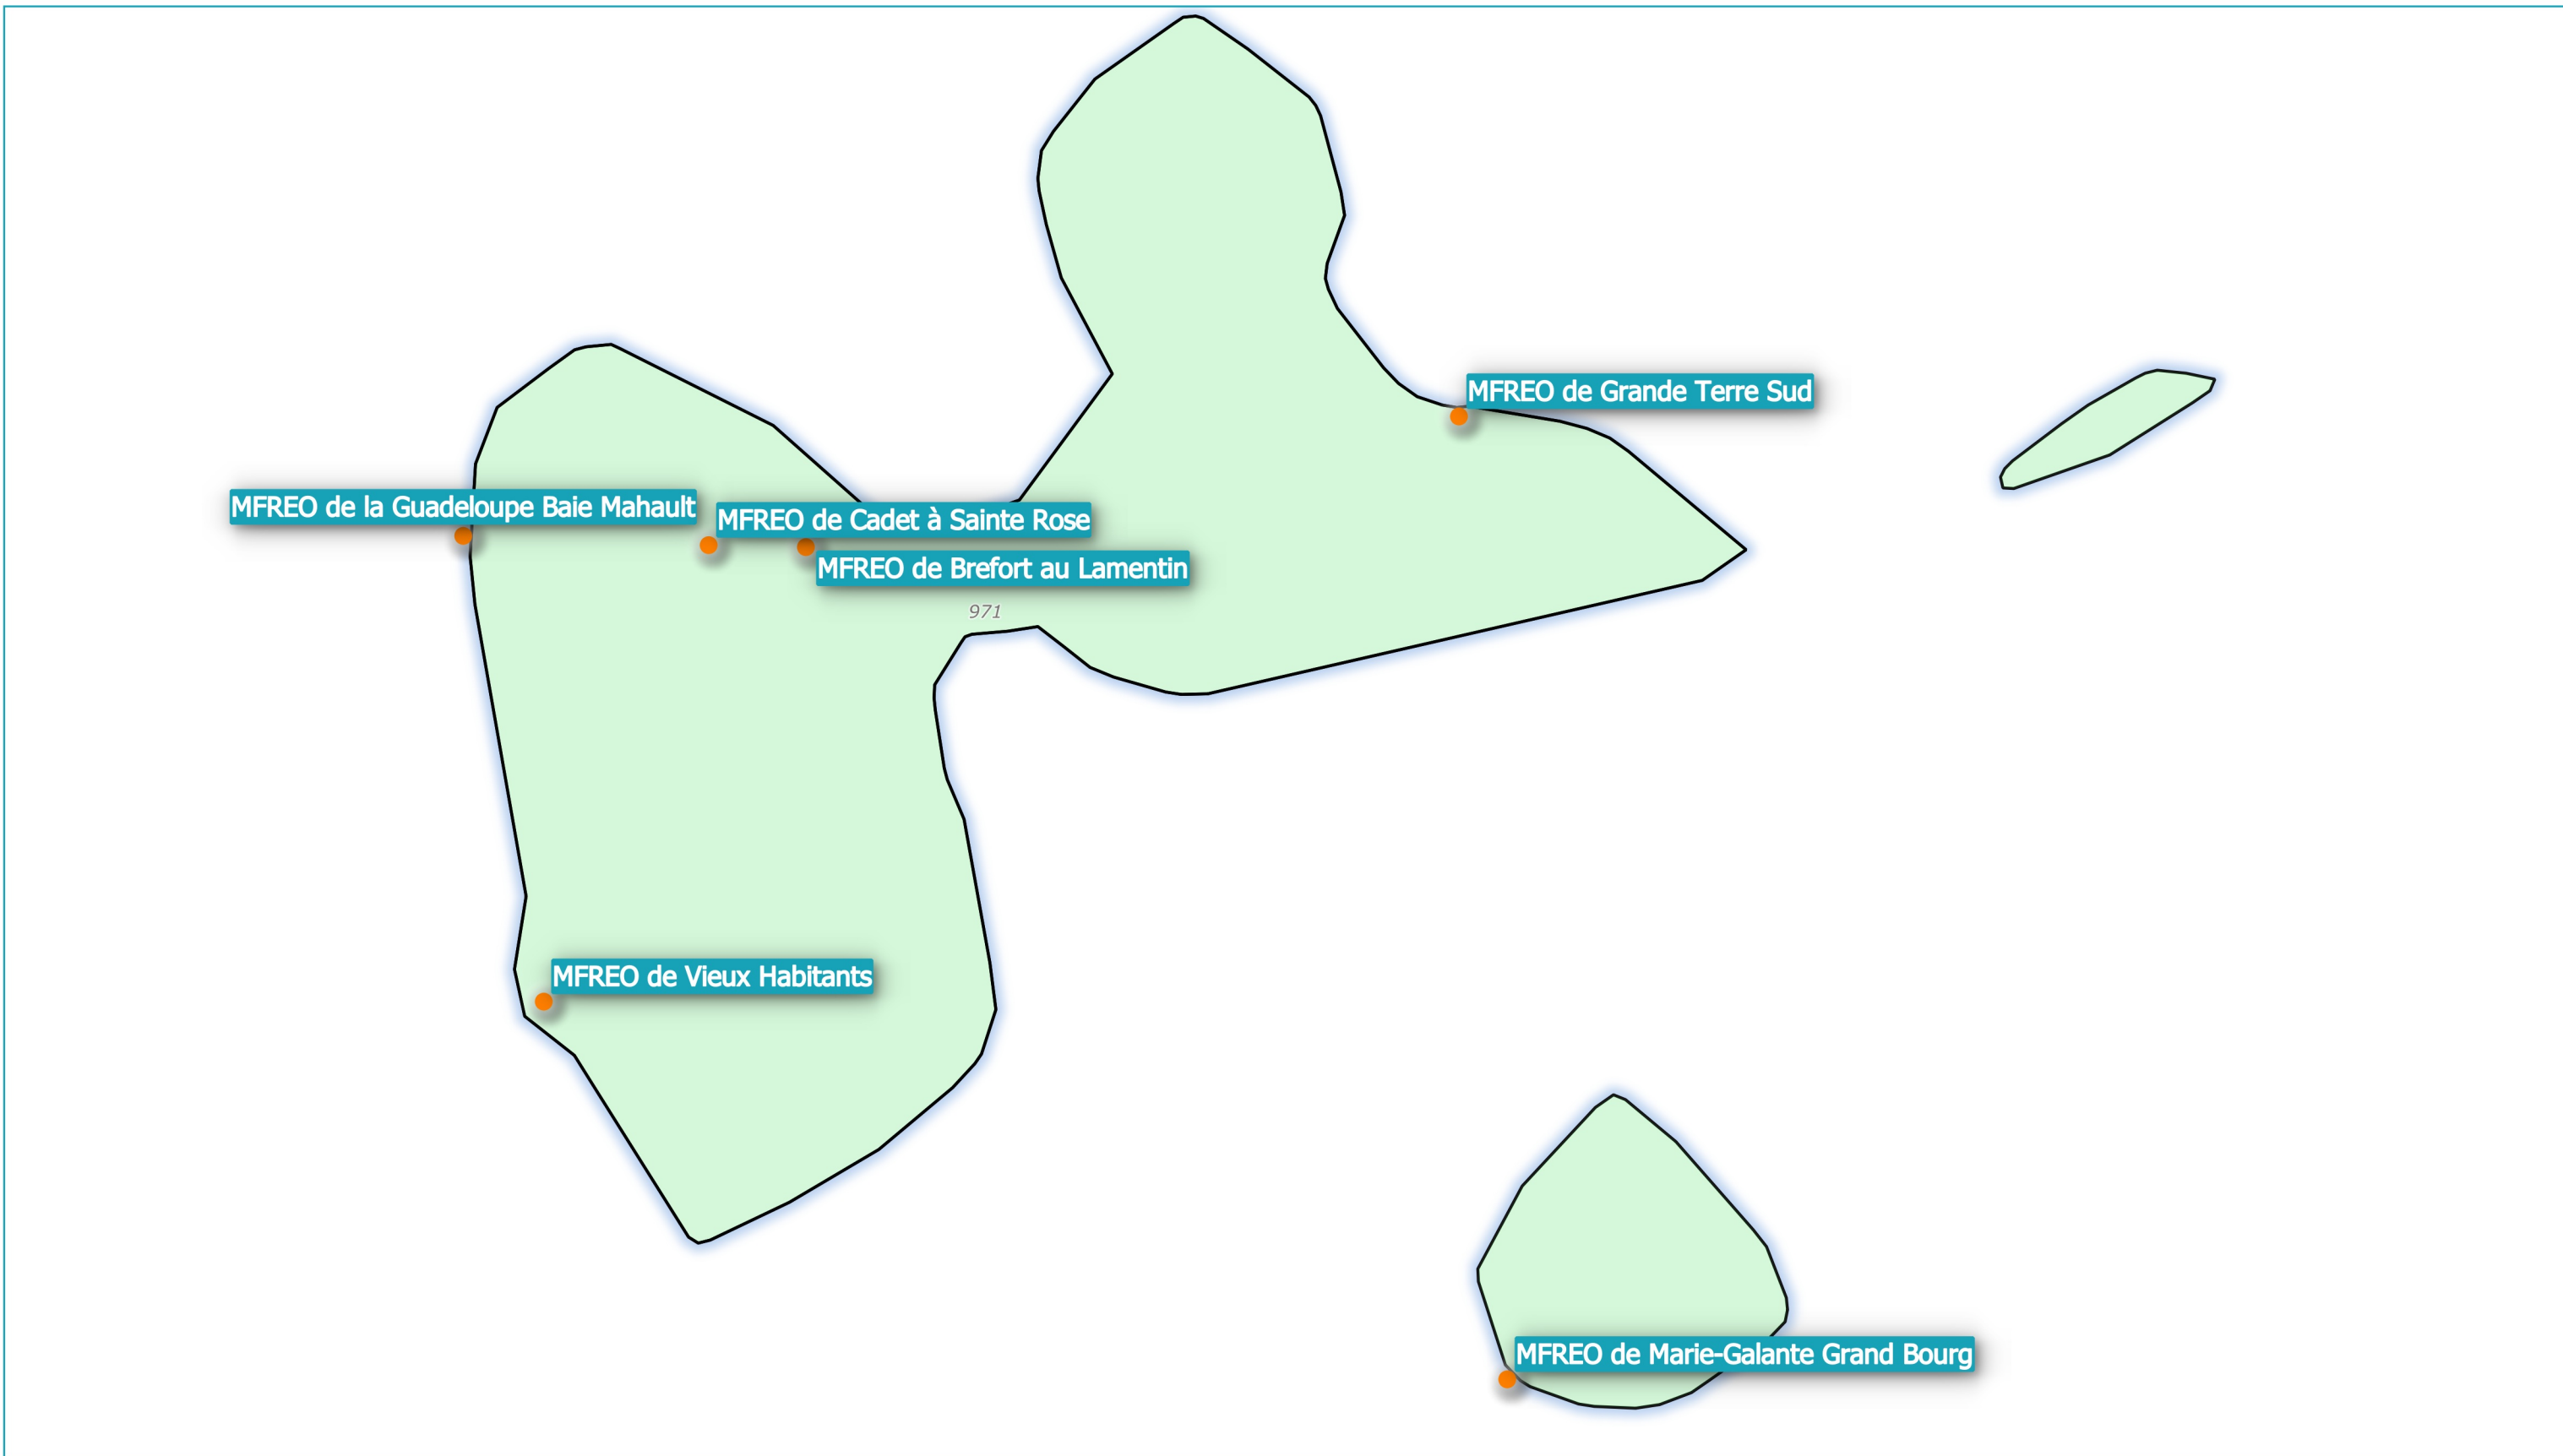 MFREO de Grande Terre Sud
MFREO de la Guadeloupe Baie Mahault
MFREO de Cadet à Sainte Rose
MFREO de Brefort au Lamentin
971
MFREO de Vieux Habitants
MFREO de Marie-Galante Grand Bourg